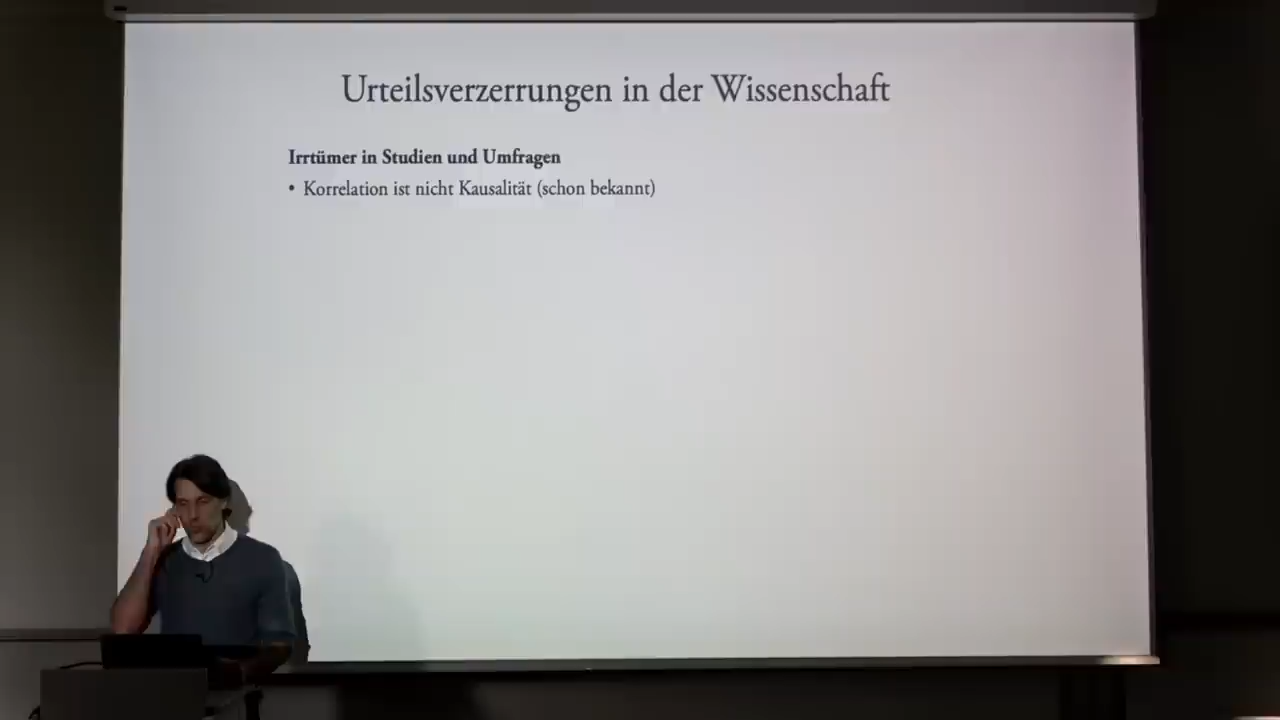 Urteilsverzerrungen in der Wissenschaft
Irrtümer in Studien und Umfragen
• Korrelation ist nicht Kausalität (schon bekannt)